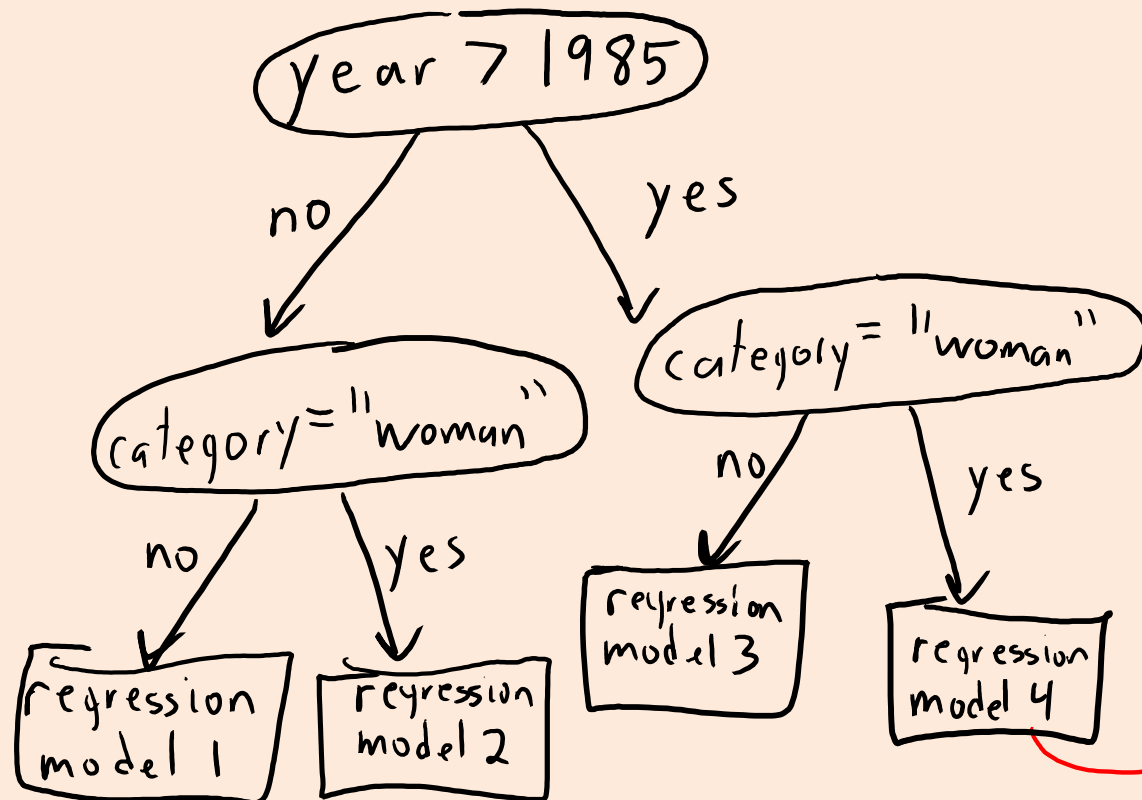 year > 1985
no
yes
category = "woman"
category = "woman"
no
yes
no
yes
regression
model 1
regression
model 2
regression
model 3
regression
model 4